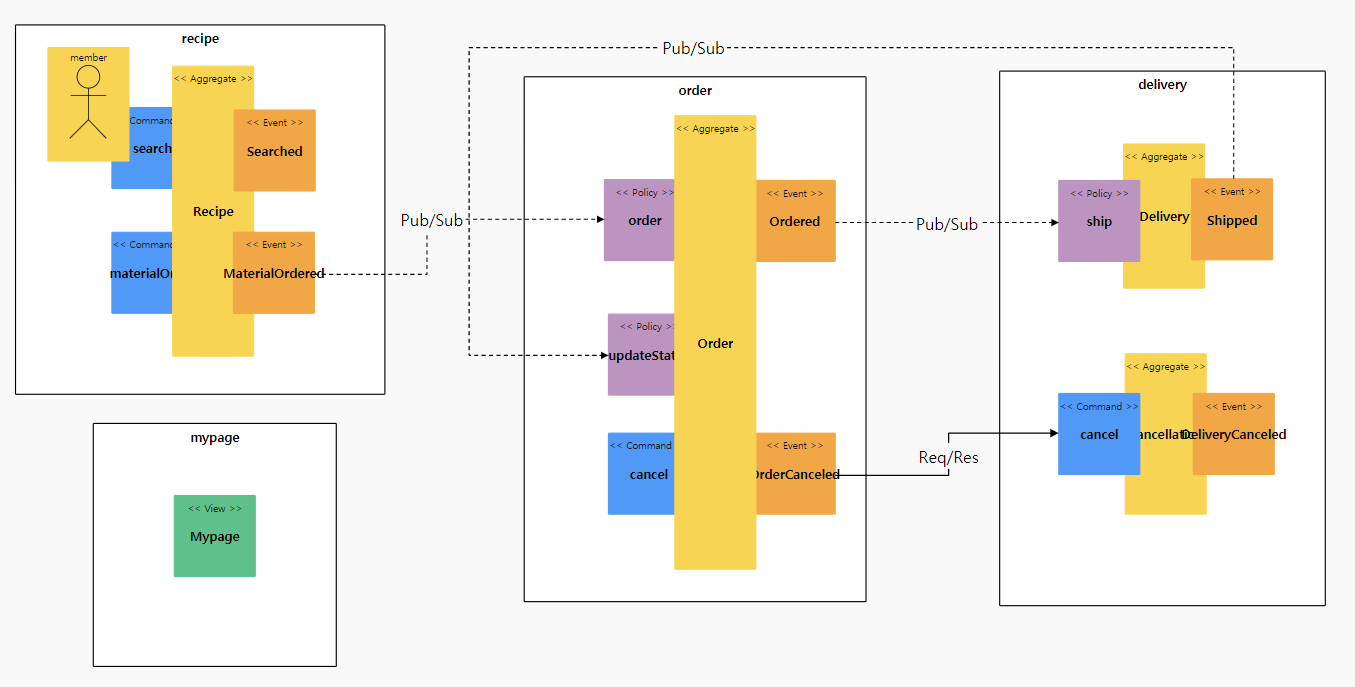 recipe
member
<< Aggregate >>
Command
search
<< Event >>
Searched
Recipe
<< Command
materialOr
<< Event >>
MaterialOrdered
Pub/Sub
Pub/Sub
order
<< Aggregate >>
<< Policy >>
order
<< Event >>
Ordered
<< Policy >>
updateStat
Order
<< Command
cancel
<< Event >>
OrderCanceled
Pub/Sub
Req/Res
delivery
<< Aggregate >>
<< Policy >>
ship
Delivery
<< Event >>
Shipped
<< Aggregate >>
<< Command >>
cancel
ancellatic
<< Event >>
DeliveryCanceled
mypage
<< View >>
Mypage